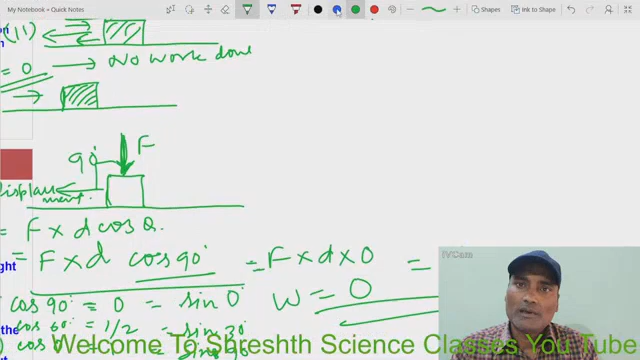 Mobile Notebook » Quick Notes
Shapes
Ink to Shape
No work done
= 0
90°
F
displace
ment.
= F x d cos θ.
= F x d cos 90° = F x d x 0 =
W = 0
cos 90° = 0 = sin 0°
cos 60° = 1/2 = sin 30°
IVCam
Welcome To Shreshth Science Classes You Tube